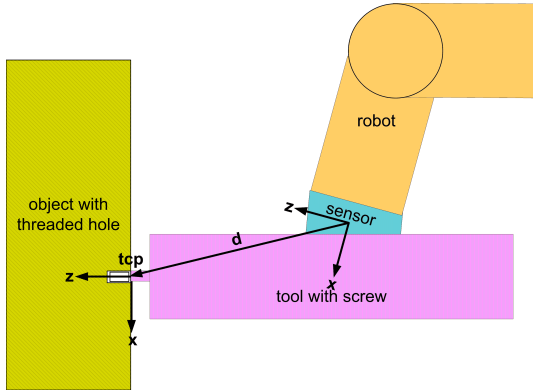 robot
object with
threaded hole
z
sensor
d
tcp
z
x
tool with screw
x